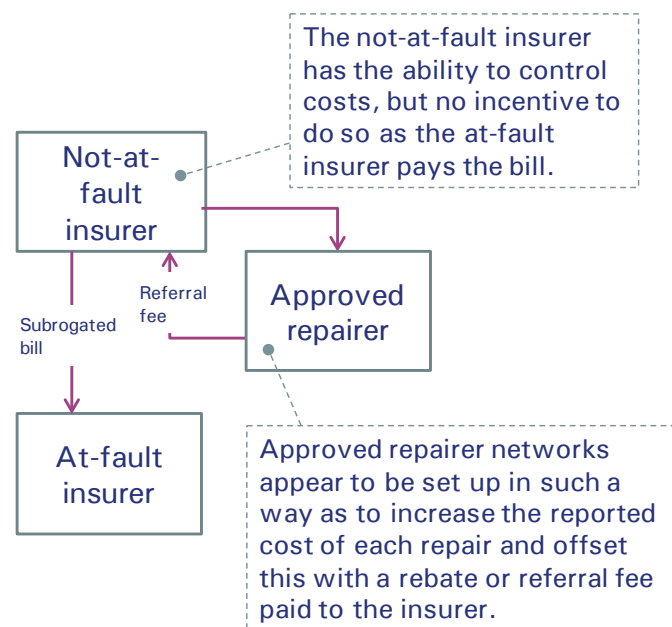 The not-at-fault insurer
has the ability to control
costs, but no incentive to
do so as the at-fault
insurer pays the bill.
Not-at-
fault
insurer
Referral
fee
Approved
repairer
Subrogated
bill
At-fault
insurer
Approved repairer networks
appear to be set up in such a
way as to increase the reported
cost of each repair and offset
this with a rebate or referral fee
paid to the insurer.